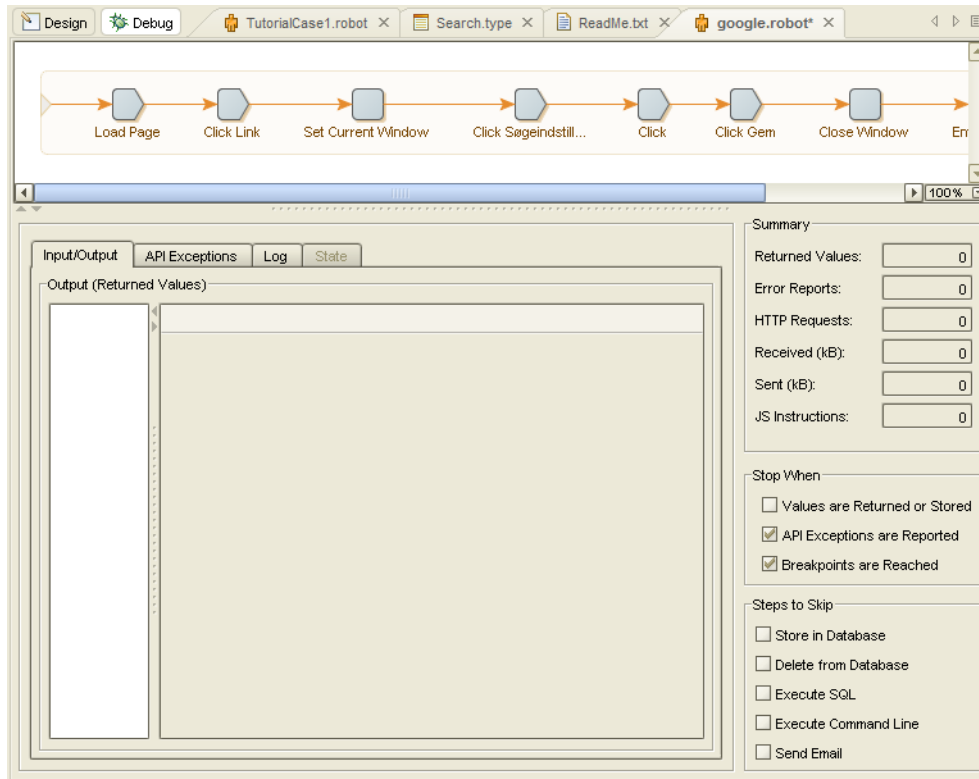 Design Debug TutorialCase1.robot Search.type ReadMe.txt google.robot*
Load Page Click Link Set Current Window Click Søgeindstill... Click Click Gem Close Window
100%
Summary
Input/Output API Exceptions Log State
Output (Returned Values)
Returned Values: 0
Error Reports: 0
HTTP Requests: 0
Received (kB): 0
Sent (kB): 0
JS Instructions: 0
Stop When
Values are Returned or Stored
API Exceptions are Reported
Breakpoints are Reached
Steps to Skip
Store in Database
Delete from Database
Execute SQL
Execute Command Line
Send Email